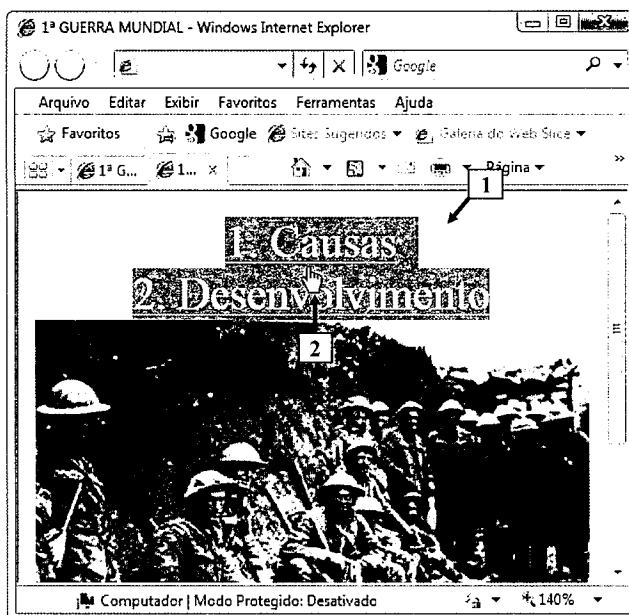 1ª GUERRA MUNDIAL - Windows Internet Explorer
Google
Arquivo Editar Exibir Favoritos Ferramentas Ajuda
Favoritos Google Sites Sugeridos Galeria do Web Slice
1ª G... 1... Página »
1
1. Causas
2. Desenvolvimento
2
Computador | Modo Protegido: Desativado 140%